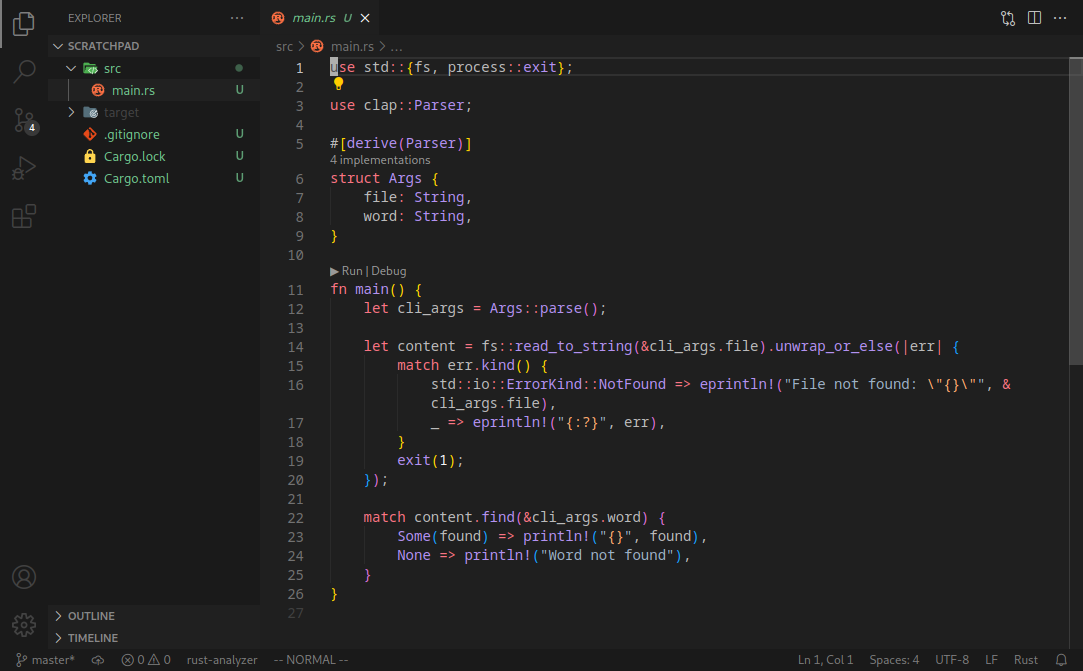 EXPLORER
···
main.rs U
SCRATCHPAD
src
main.rs U
target
.gitignore U
Cargo.lock U
Cargo.toml U
4
OUTLINE
TIMELINE
src > main.rs > ...
1 use std::{fs, process::exit};
2
3 use clap::Parser;
4
5 #[derive(Parser)]
4 implementations
6 struct Args {
7     file: String,
8     word: String,
9 }
10
▶ Run | Debug
11 fn main() {
12     let cli_args = Args::parse();
13
14     let content = fs::read_to_string(&cli_args.file).unwrap_or_else(|err| {
15         match err.kind() {
16             std::io::ErrorKind::NotFound => eprintln!("File not found: \"{}\"", &
cli_args.file),
17             _ => eprintln!("{:?}", err),
18         }
19         exit(1);
20     });
21
22     match content.find(&cli_args.word) {
23         Some(found) => println!("{}", found),
24         None => println!("Word not found"),
25     }
26 }
27
master* 0 0 rust-analyzer -- NORMAL -- Ln 1, Col 1 Spaces: 4 UTF-8 LF Rust